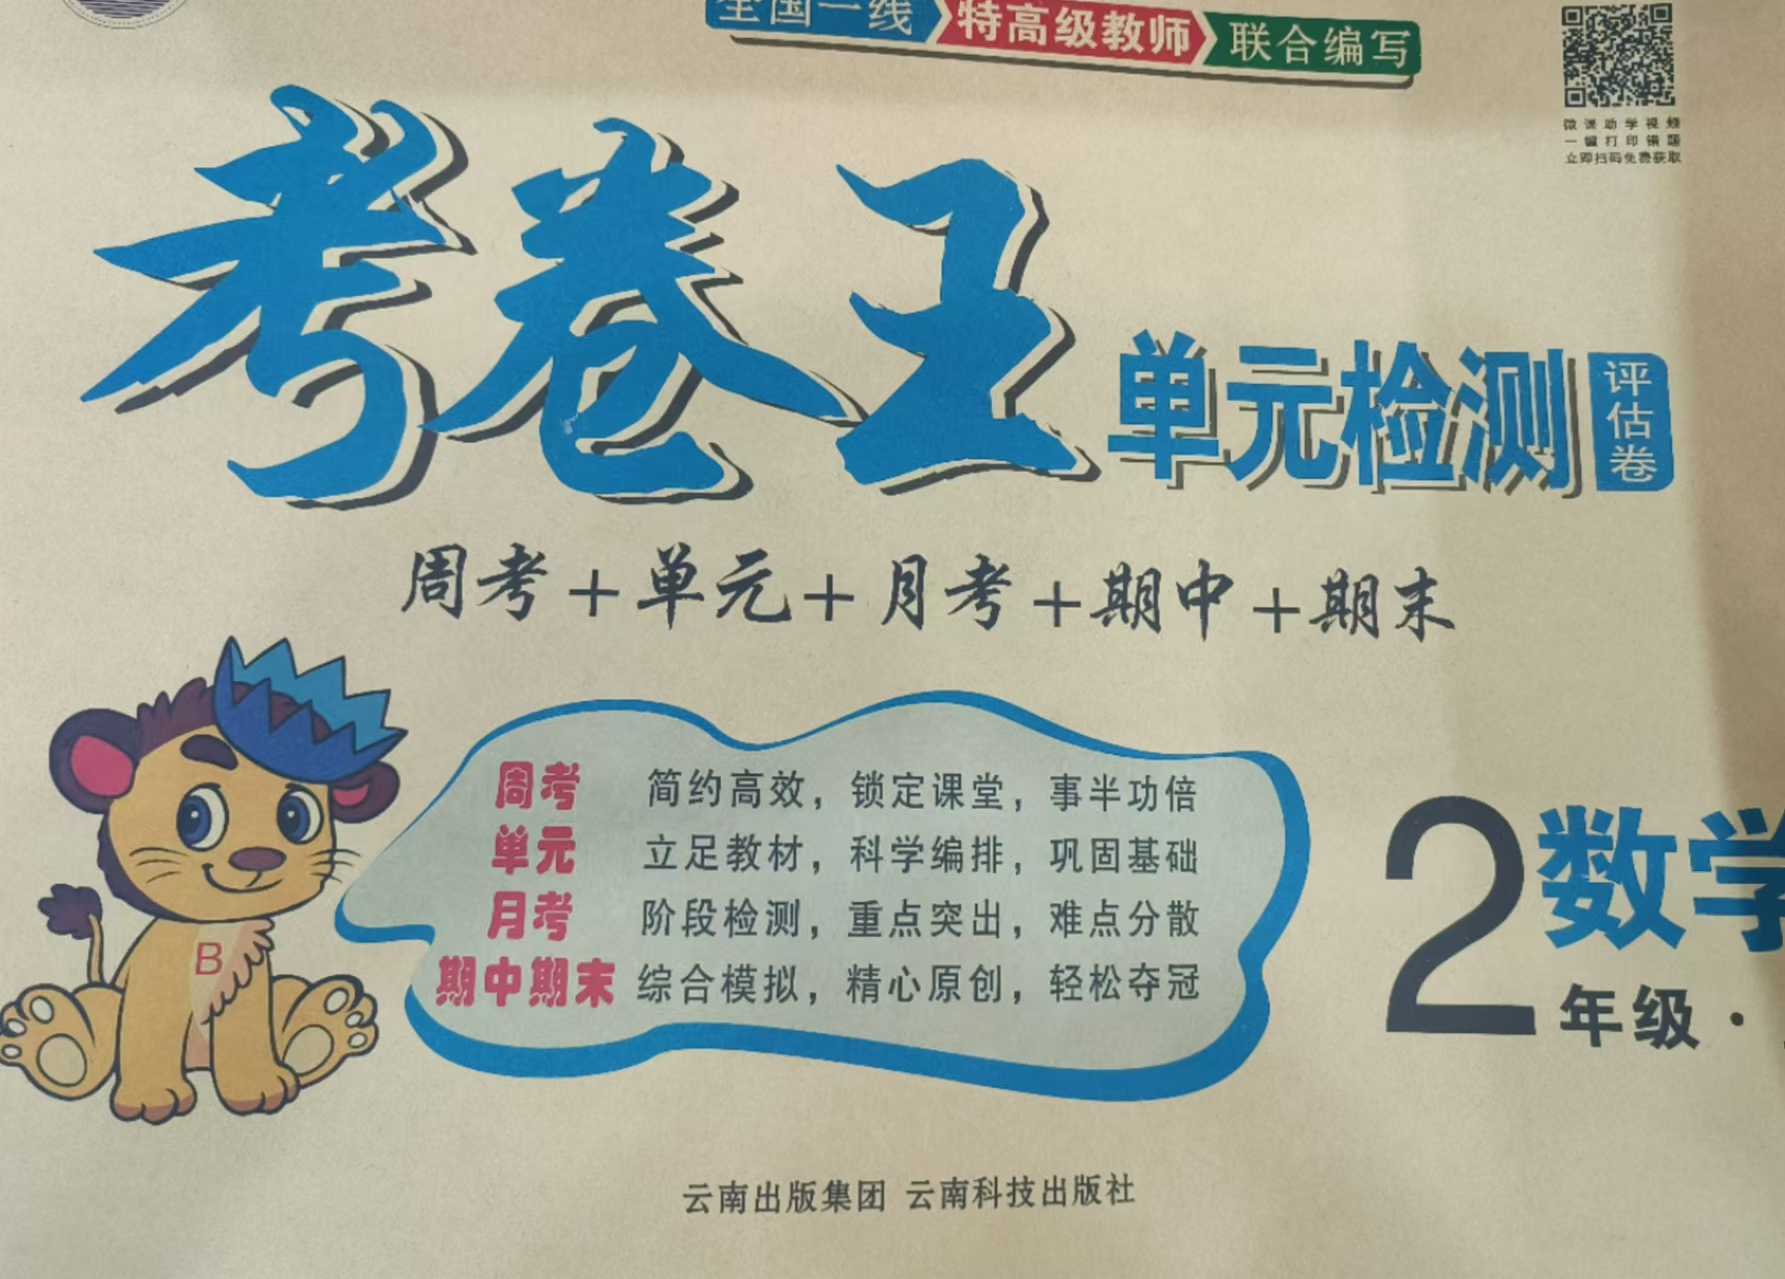 全国一线 特高级教师 联合编写
微课助学视频
一键打印错题
立即扫码免费获取
考卷王 单元检测 评估卷
周考+单元+月考+期中+期末
周考 简约高效，锁定课堂，事半功倍
单元 立足教材，科学编排，巩固基础
月考 阶段检测，重点突出，难点分散
期中期末 综合模拟，精心原创，轻松夺冠
B
2 数学
年级·
云南出版集团 云南科技出版社